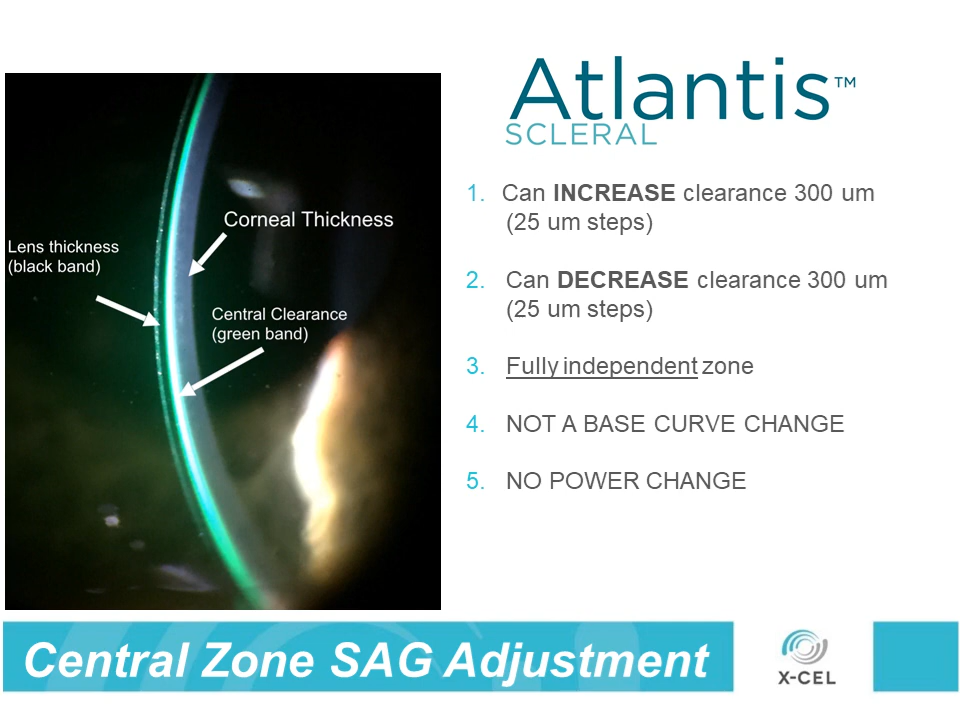 Atlantis™
SCLERAL
Corneal Thickness
Lens thickness
(black band)
Central Clearance
(green band)
1. Can INCREASE clearance 300 um
(25 um steps)
2. Can DECREASE clearance 300 um
(25 um steps)
3. Fully independent zone
4. NOT A BASE CURVE CHANGE
5. NO POWER CHANGE
Central Zone SAG Adjustment
X-CEL